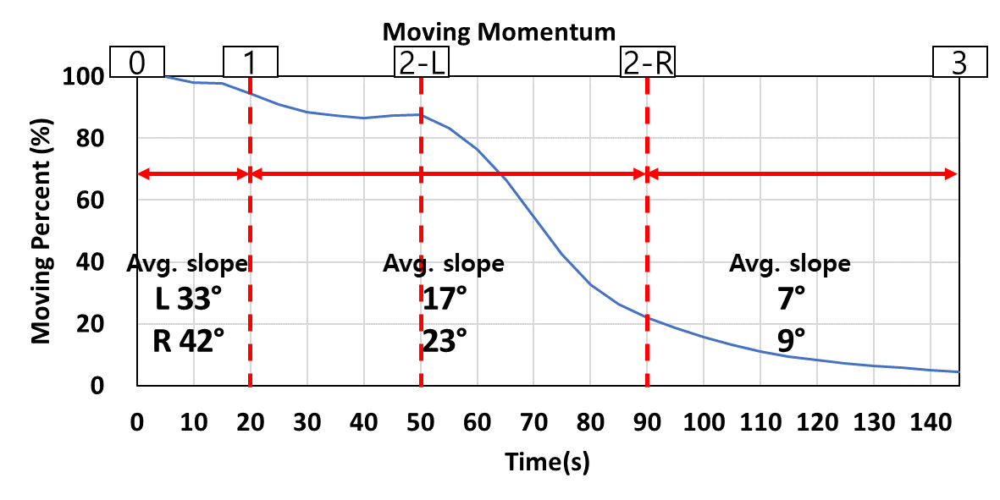 Moving Momentum
0 1 2-L 2-R 3
Moving Percent (%)
100
80
60
40
20
0
Avg. slope
L 33°
R 42°
Avg. slope
17°
23°
Avg. slope
7°
9°
0 10 20 30 40 50 60 70 80 90 100 110 120 130 140
Time(s)